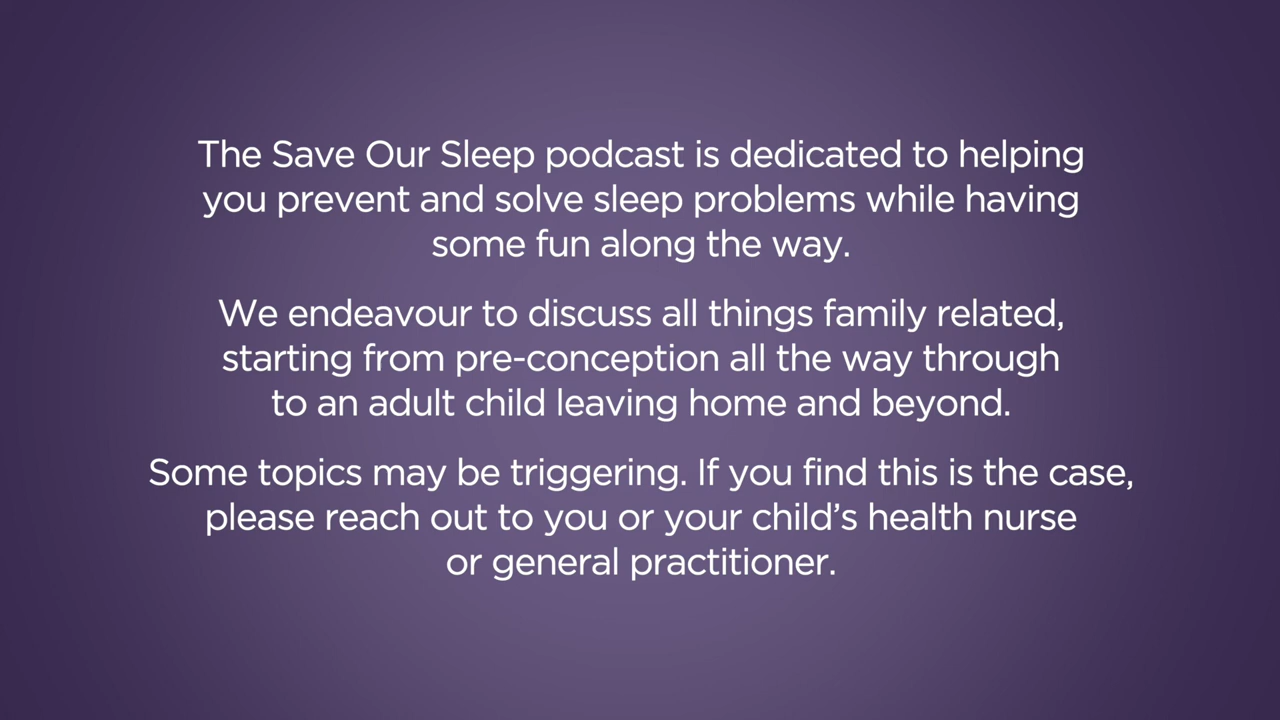 The Save Our Sleep podcast is dedicated to helping
you prevent and solve sleep problems while having
some fun along the way.
We endeavour to discuss all things family related,
starting from pre-conception all the way through
to an adult child leaving home and beyond.
Some topics may be triggering. If you find this is the case,
please reach out to you or your child’s health nurse
or general practitioner.